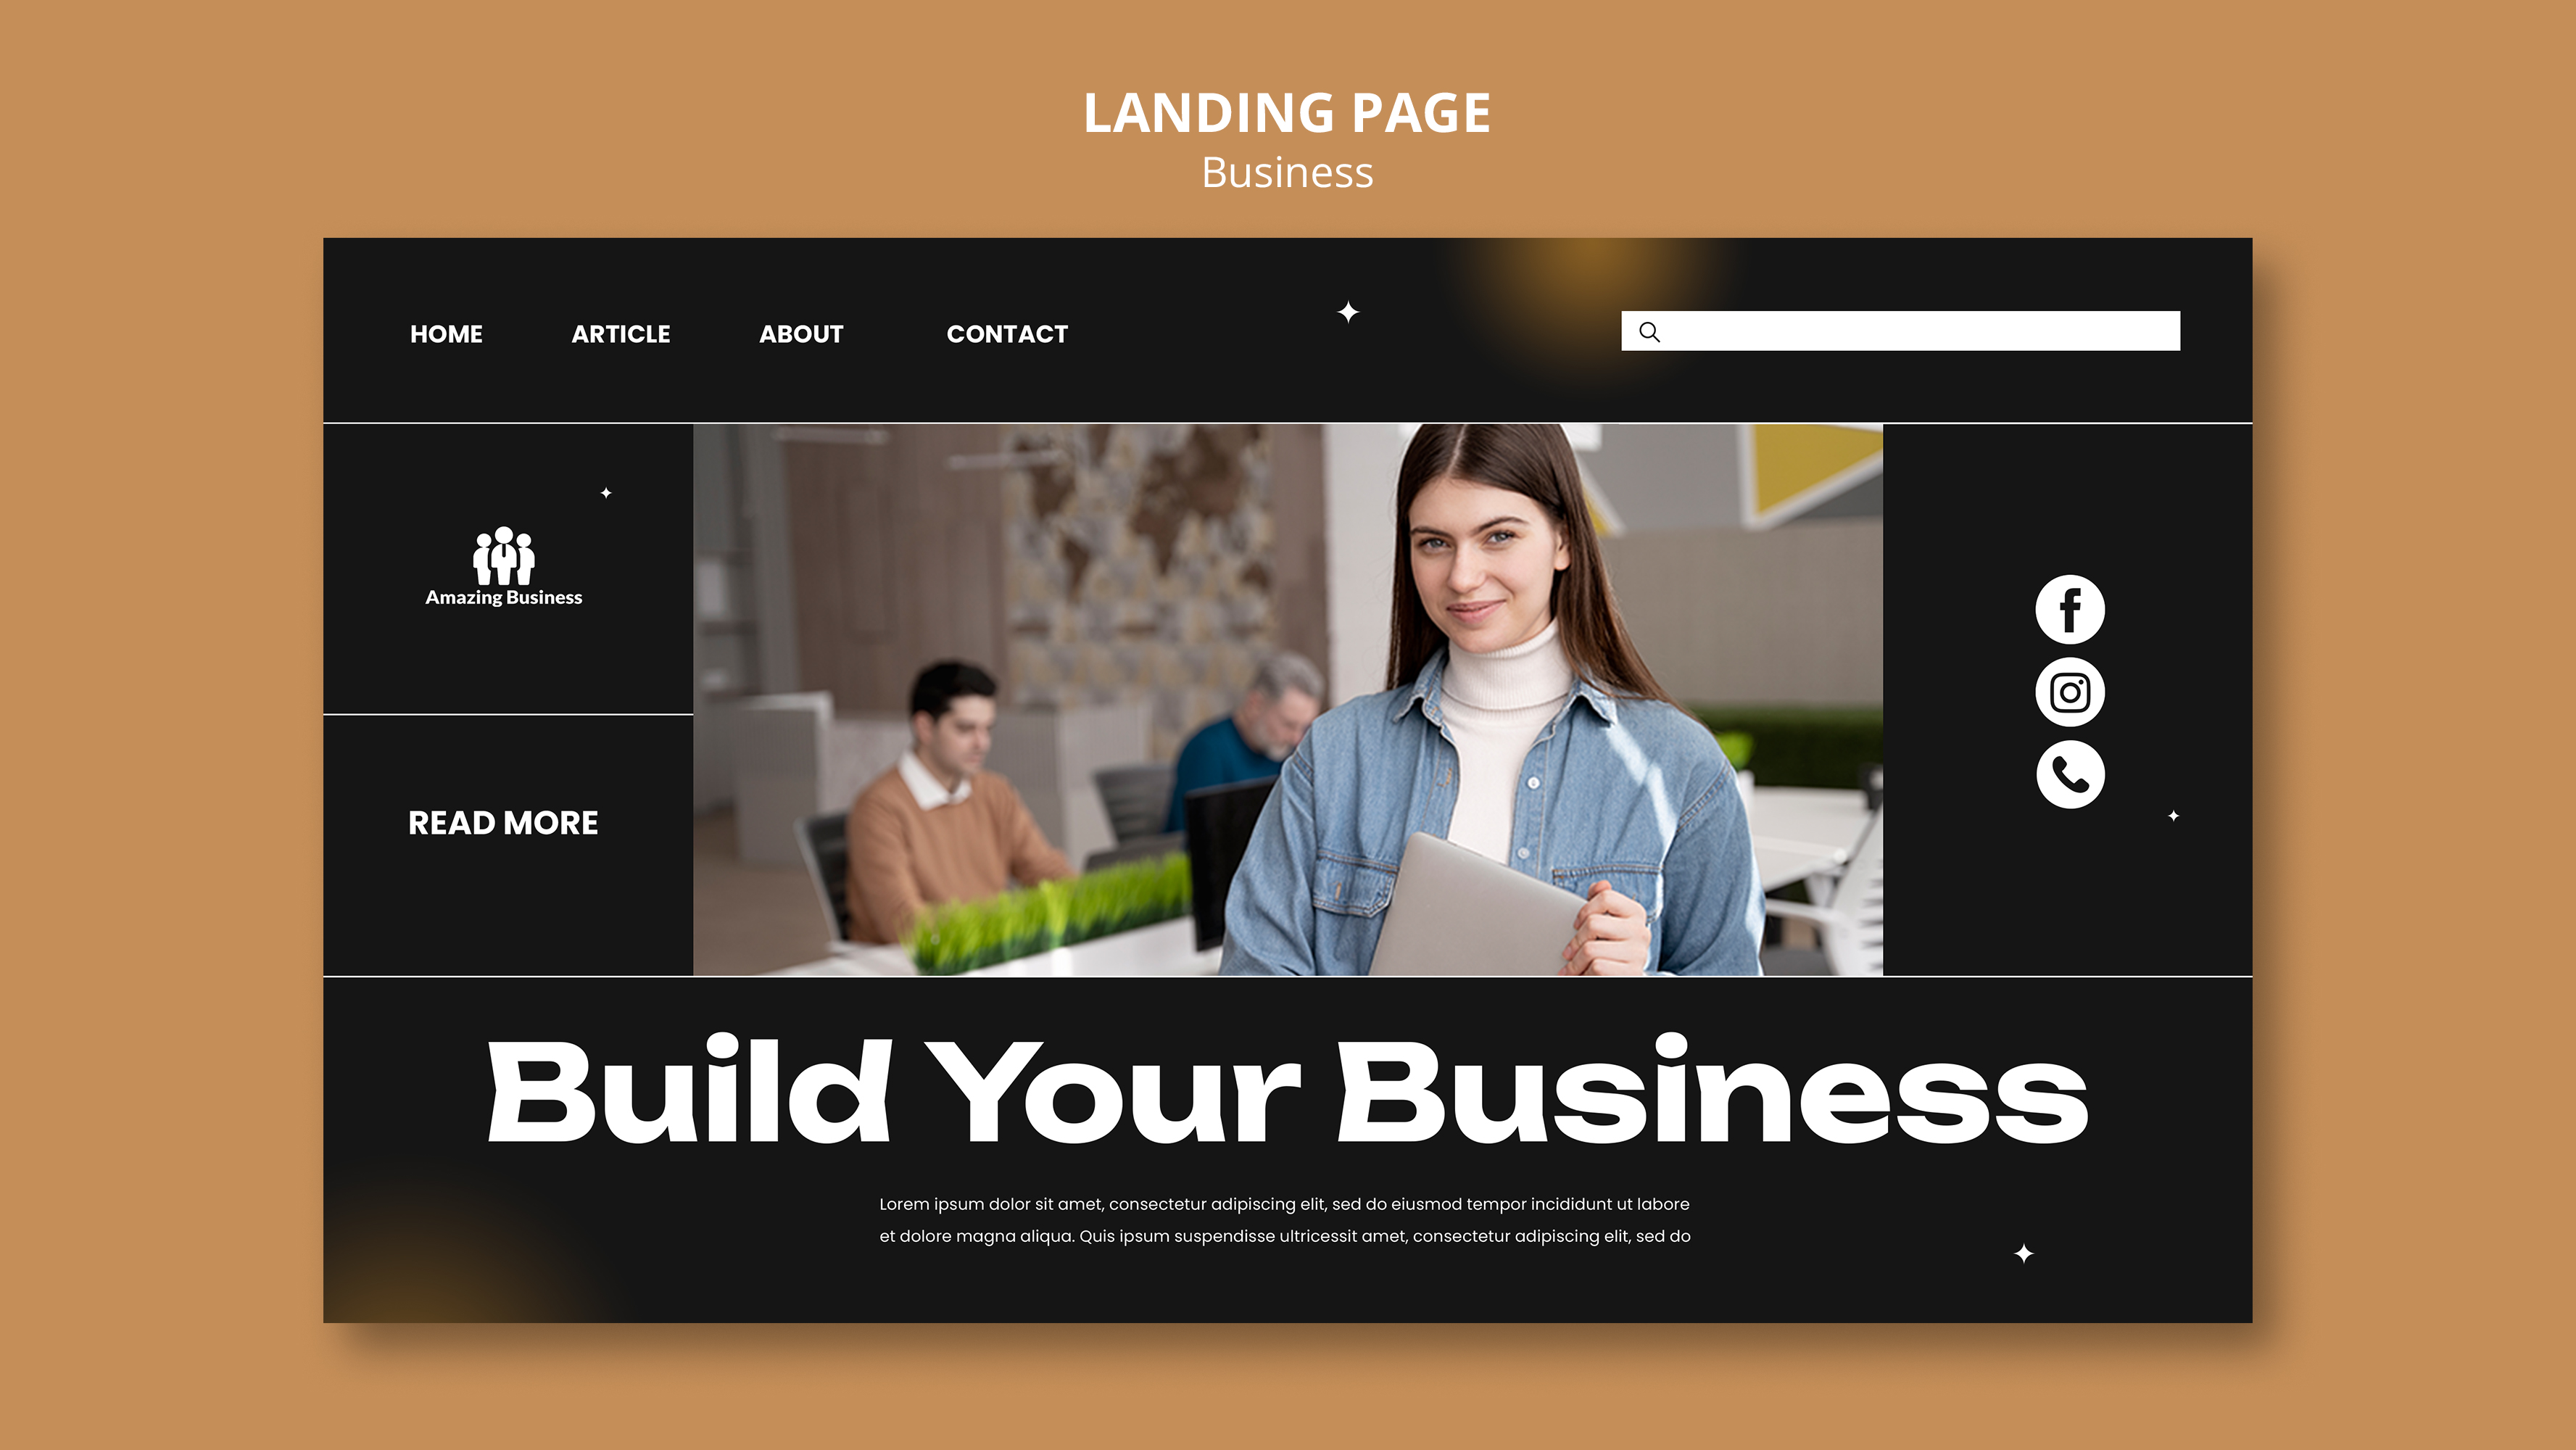 LANDING PAGE
Business
HOME ARTICLE ABOUT CONTACT
Amazing Business
READ MORE
Build Your Business
Lorem ipsum dolor sit amet, consectetur adipiscing elit, sed do eiusmod tempor incididunt ut labore
et dolore magna aliqua. Quis ipsum suspendisse ultricessit amet, consectetur adipiscing elit, sed do